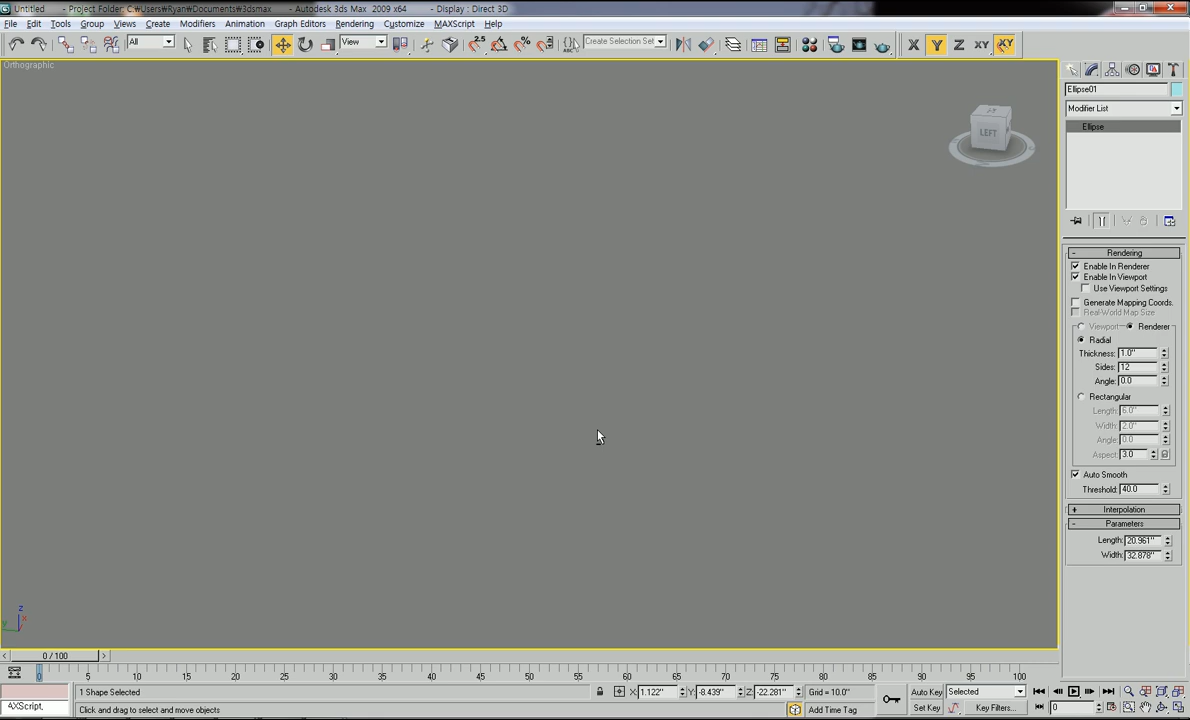 Untitled - Project Folder: C:₩Users₩Ryan₩Documents₩3dsmax - Autodesk 3ds Max 2009 x64 - Display : Direct 3D
File Edit Tools Group Views Create Modifiers Animation Graph Editors Rendering Customize MAXScript Help
All View 2.5 Create Selection Set X Y Z XY XY
Orthographic
LEFT
Ellipse01
Modifier List
Ellipse
- Rendering
Enable In Renderer
Enable In Viewport
Use Viewport Settings
Generate Mapping Coords.
Real-World Map Size
Viewport Renderer
Radial
Thickness: 1.0"
Sides: 12
Angle: 0.0
Rectangular
Length: 6.0"
Width: 2.0"
Angle: 0.0
Aspect: 3.0
Auto Smooth
Threshold: 40.0
+ Interpolation
- Parameters
Length: 20.961"
Width: 32.878"
z
x
y
< 0 / 100 >
0 5 10 15 20 25 30 35 40 45 50 55 60 65 70 75 80 85 90 95 100
1 Shape Selected X: 1.122" Y: -8.439" Z: -22.281" Grid = 10.0" Auto Key Selected
AXScript. Click and drag to select and move objects Add Time Tag Set Key Key Filters... 0